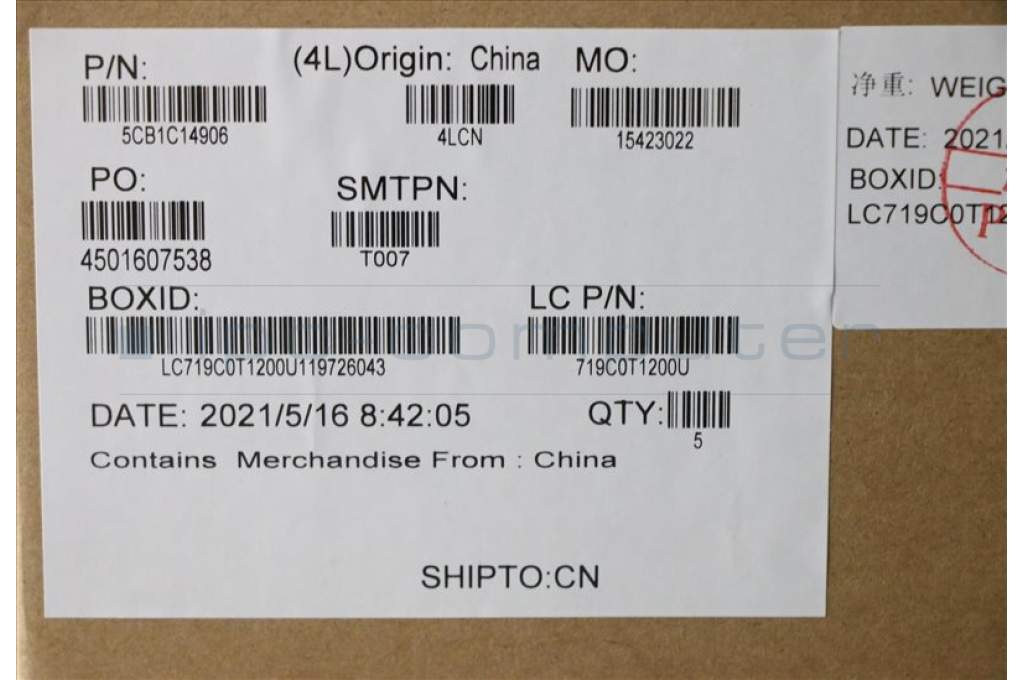 P/N:
(4L)Origin: China
MO:
5CB1C14906
4LCN
15423022
PO:
SMTPN:
4501607538
T007
BOXID:
LC P/N:
LC719C0T1200U119726043
719C0T1200U
DATE: 2021/5/16 8:42:05
QTY:
5
Contains Merchandise From : China
SHIPTO:CN
净重: WEIG
DATE: 2021
BOXID:
LC719C0T12
P